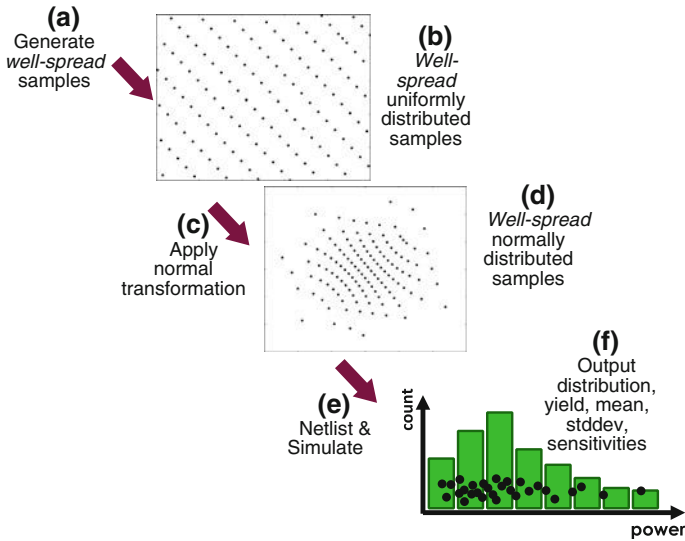 (a)
Generate
well-spread
samples
(b)
Well-
spread
uniformly
distributed
samples
(c)
Apply
normal
transformation
(d)
Well-spread
normally
distributed
samples
(e)
Netlist &
Simulate
(f)
Output
distribution,
yield, mean,
stddev,
sensitivities
count
power